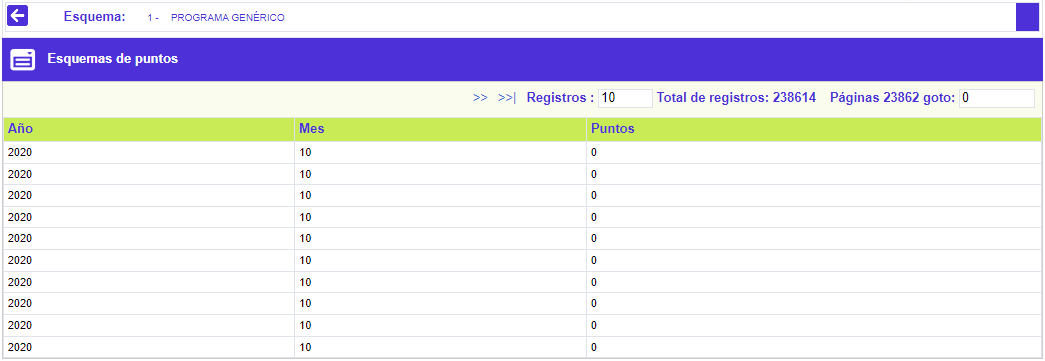 Esquema: 1 - PROGRAMA GENÉRICO
Esquemas de puntos
>> >>| Registros : 10 Total de registros: 238614 Páginas 23862 goto: 0
Año Mes Puntos
2020 10 0
2020 10 0
2020 10 0
2020 10 0
2020 10 0
2020 10 0
2020 10 0
2020 10 0
2020 10 0
2020 10 0